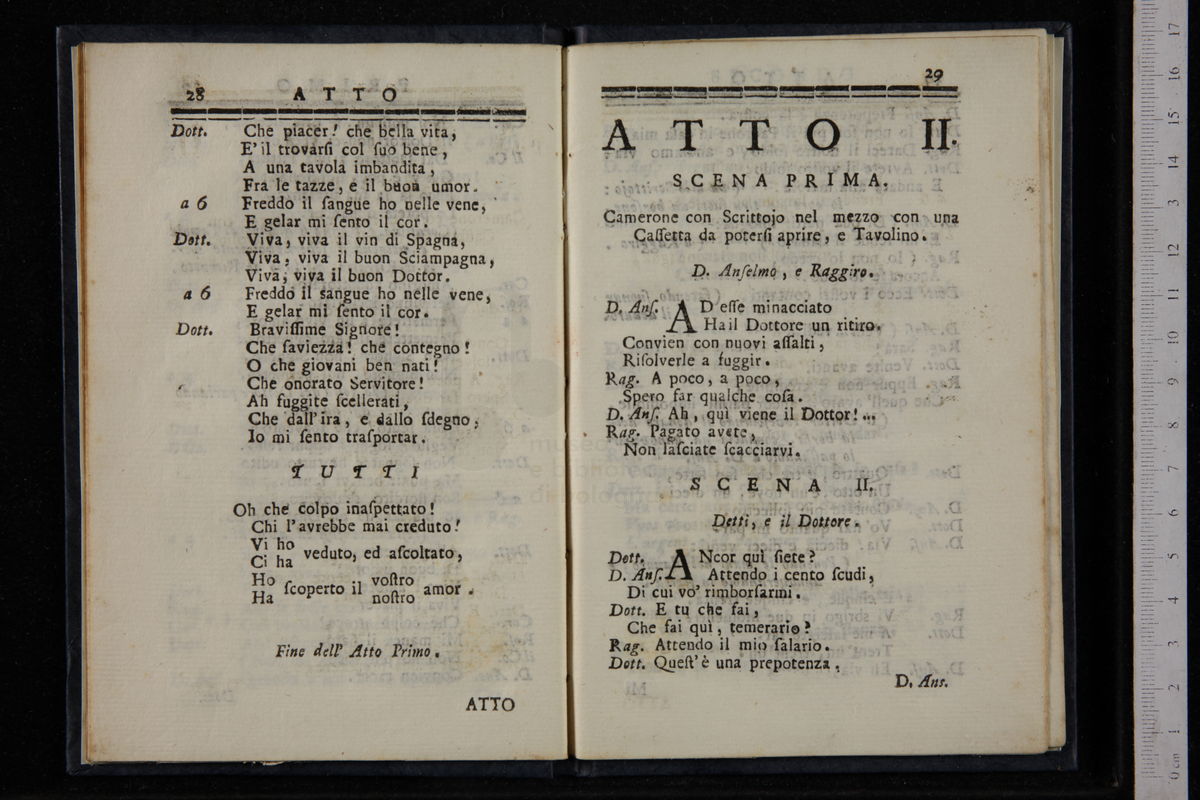 28 ATTO
Dott. Che piacer! che bella vita,
E' il trovarſi col ſuo bene,
A una tavola imbandita,
Fra le tazze, e il buon umor.
a 6 Freddo il ſangue ho nelle vene,
E gelar mi ſento il cor.
Dott. Viva, viva il vin di Spagna,
Viva, viva il buon Sciampagna,
Viva, viva il buon Dottor.
a 6 Freddo il sangue ho nelle vene,
E gelar mi ſento il cor.
Dott. Braviſſime Signore!
Che ſaviezza! che contegno!
O che giovani ben nati!
Che onorato Servitore!
Ah fuggite ſcellerati,
Che dall' ira, e dallo ſdegno,
Io mi ſento traſportar.
TUTTI
Oh che colpo inaſpettato!
Chi l' avrebbe mai creduto!
Vi ho
Ci ha veduto, ed aſcoltato,
Ho ſcoperto il voſtro amor.
Ha noſtro
Fine dell' Atto Primo.
ATTO
29
ATTO II.
SCENA PRIMA.
Camerone con Scrittojo nel mezzo con una
Caſſetta da poterſi aprire, e Tavolino.
D. Anſelmo, e Raggiro.
D. Anſ. AD eſſe minacciato
Ha il Dottore un ritiro.
Convien con nuovi aſſalti,
Riſolverle a fuggir.
Rag. A poco, a poco,
Spero far qualche coſa.
D. Anſ. Ah, quì viene il Dottor!...
Rag. Pagato avete,
Non laſciate ſcacciarvi.
SCENA II.
Detti, e il Dottore.
Dott. ANcor quì ſiete?
D. Anſ. Attendo i cento ſcudi,
Di cui vo' rimborſarmi.
Dott. E tu che fai,
Che fai quì, temerario?
Rag. Attendo il mio ſalario.
Dott. Queſt' è una prepotenza.
D. Ans.